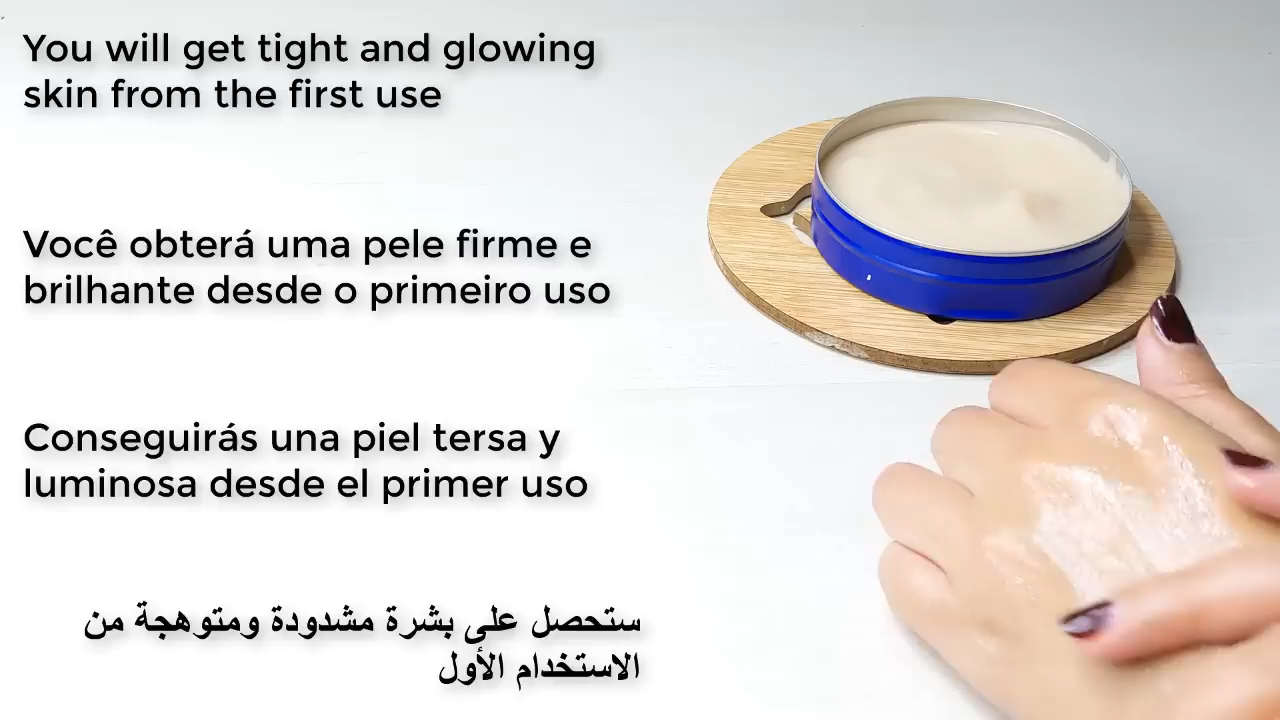 You will get tight and glowing
skin from the first use
Você obterá uma pele firme e
brilhante desde o primeiro uso
Conseguirás una piel tersa y
luminosa desde el primer uso
ستحصل على بشرة مشدودة ومتوهجة من
الاستخدام الأول